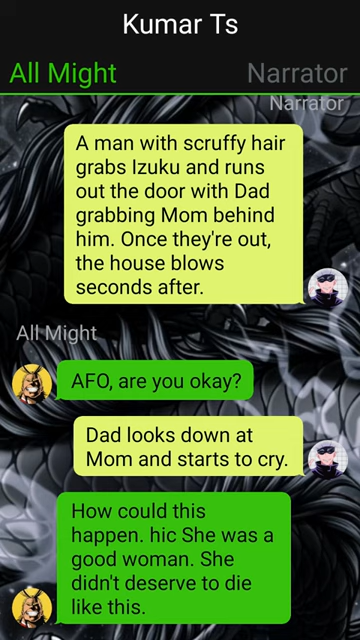 Kumar Ts
All Might
Narrator
Narrator
A man with scruffy hair
grabs Izuku and runs
out the door with Dad
grabbing Mom behind
him. Once they're out,
the house blows
seconds after.
All Might
AFO, are you okay?
Dad looks down at
Mom and starts to cry.
How could this
happen. hic She was a
good woman. She
didn't deserve to die
like this.